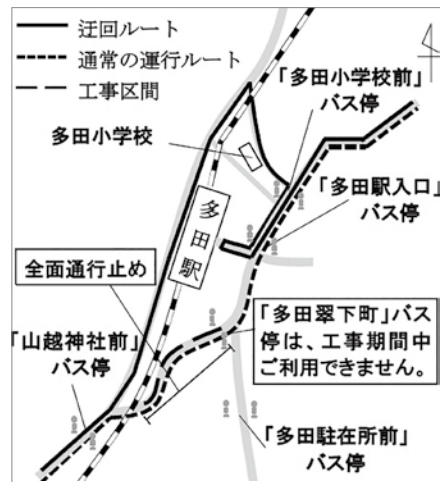 迂回ルート
通常の運行ルート
工事区間
「多田小学校前」
バス停
多田小学校
「多田駅入口」
バス停
多田駅
全面通行止め
「多田翠下町」バス
停は、工事期間中
ご利用できません。
「山越神社前」
バス停
「多田駐在所前」
バス停